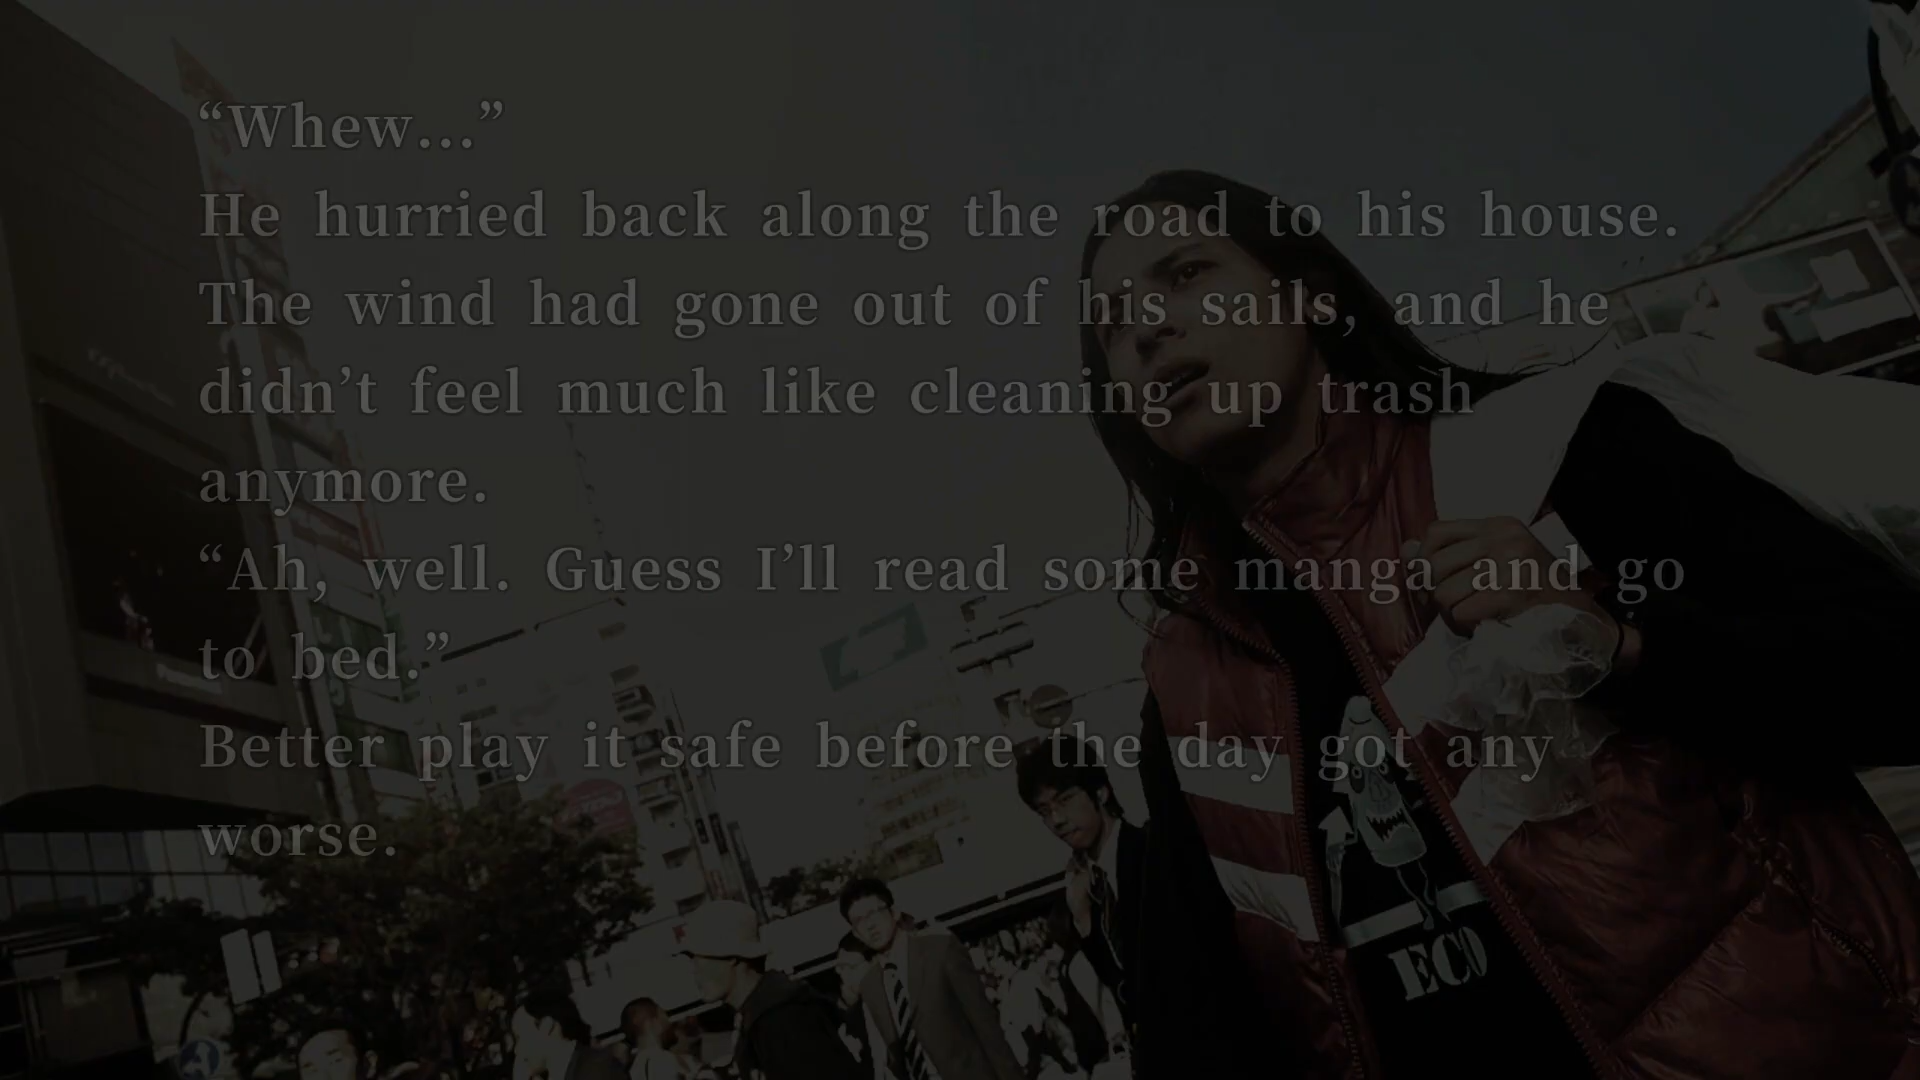 “Whew...”
He hurried back along the road to his house.
The wind had gone out of his sails, and he
didn’t feel much like cleaning up trash
anymore.
“Ah, well. Guess I’ll read some manga and go
to bed.”
Better play it safe before the day got any
worse.
ECO